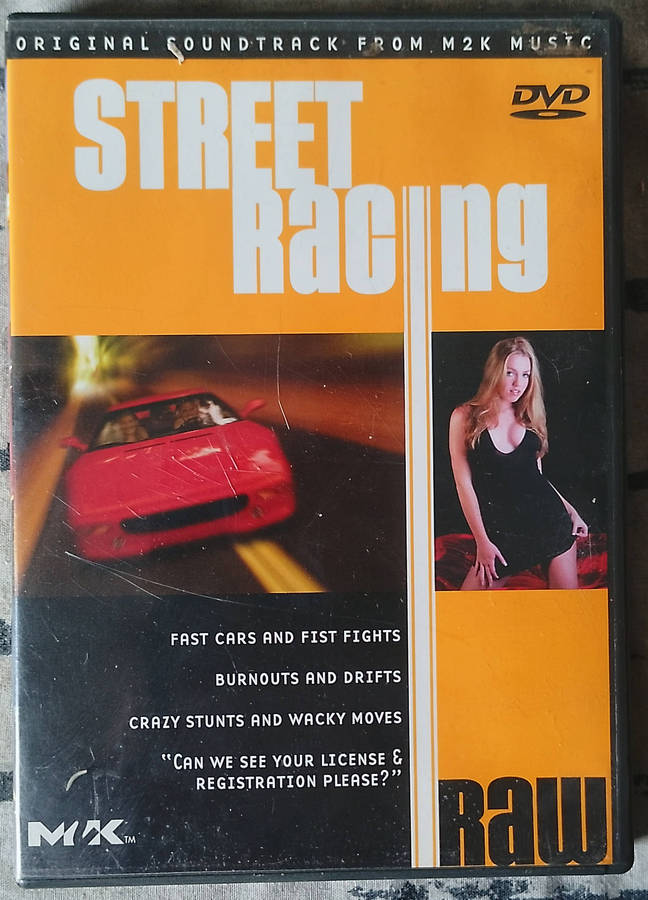 ORIGINAL SOUNDTRACK FROM M2K MUSIC
DVD
STREET
Racing
FAST CARS AND FIST FIGHTS
BURNOUTS AND DRIFTS
CRAZY STUNTS AND WACKY MOVES
"CAN WE SEE YOUR LICENSE &
REGISTRATION PLEASE?"
M2K TM
Raw